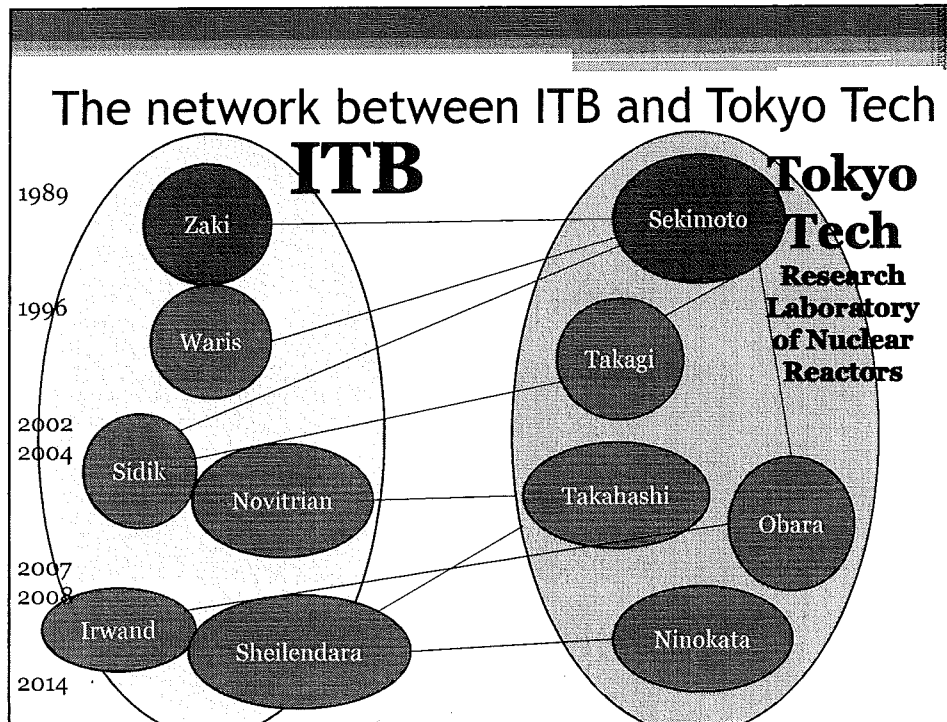 The network between ITB and Tokyo Tech
ITB
Tokyo
Tech
Research
Laboratory
of Nuclear
Reactors
1989
1996
2002
2004
2007
2008
2014
Zaki
Waris
Sidik
Novitrian
Irwand
Sheilendara
Sekimoto
Takagi
Takahashi
Obara
Ninokata